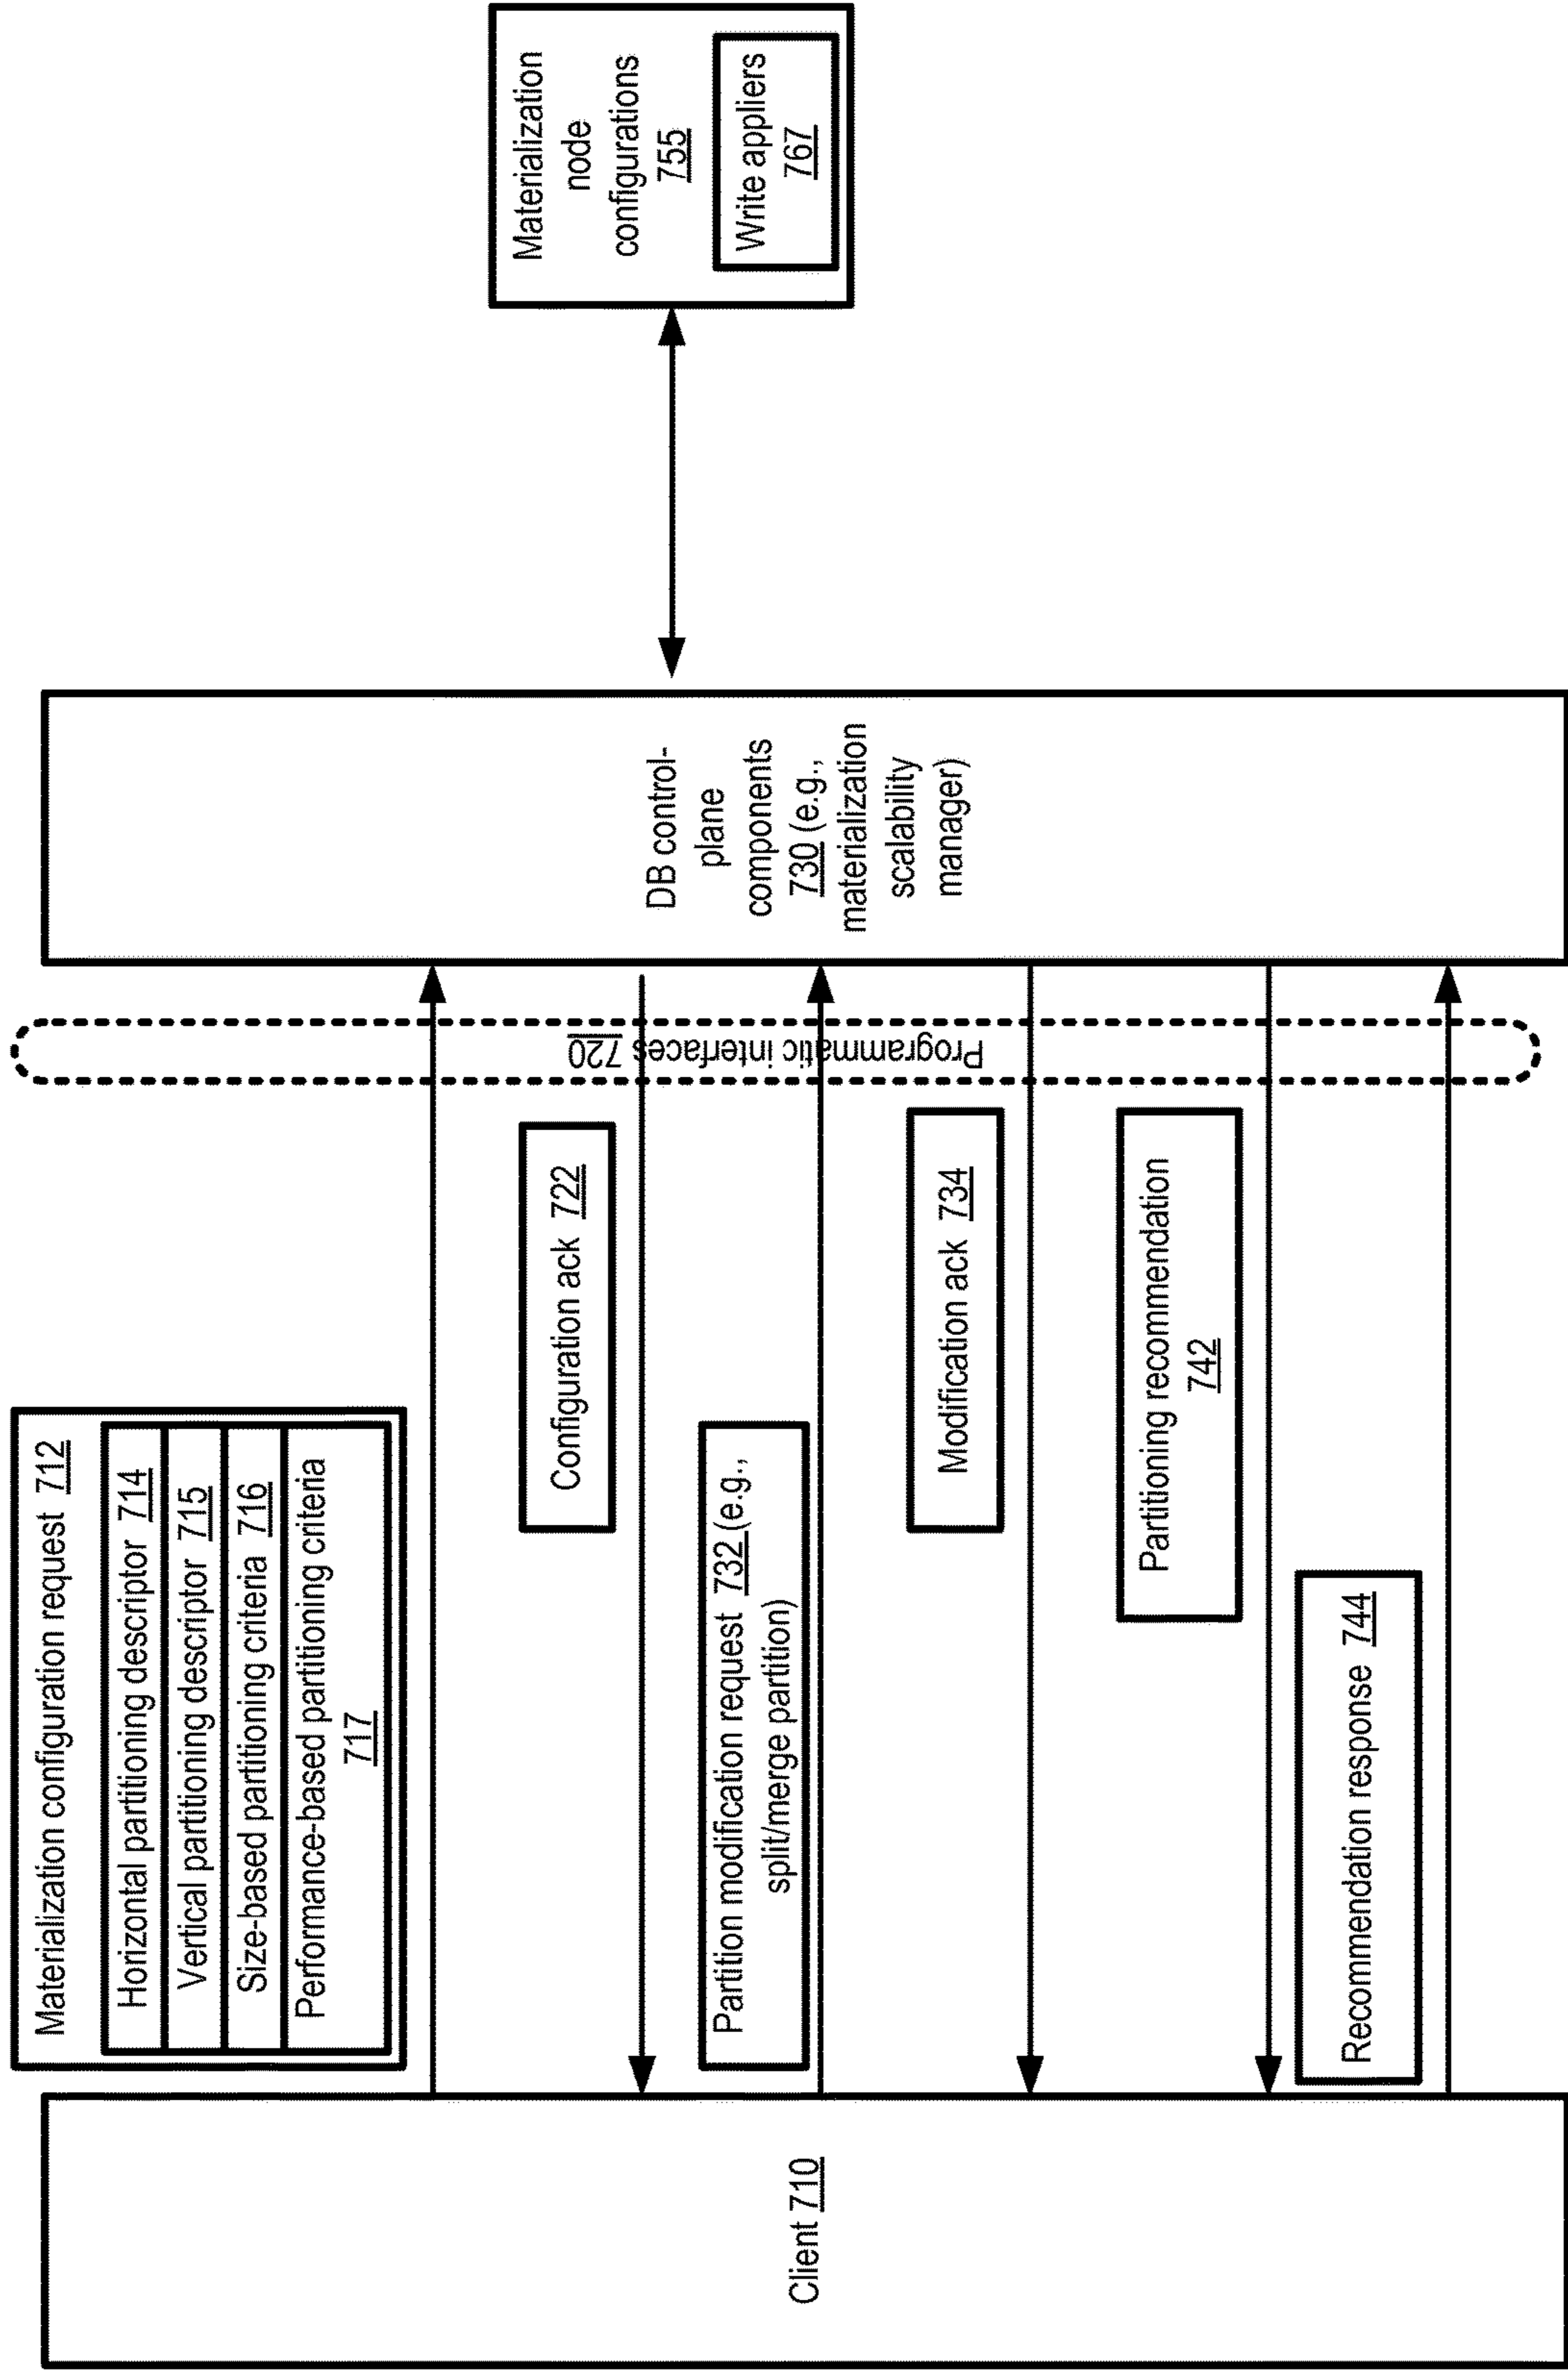 Materialization configuration request 712
Horizontal partition descriptor 714
Vertical partitioning descriptor 715
Size-based partitioning criteria 716
Performance-based partitioning criteria
717
Configuration ack 722
Partition modification request 732 (e.g.,
split/merge partition)
Modification ack 734
Partitioning recommendation
742
Recommendation response 744
Client 710
Programmatic interfaces 720
DB control-
plane
components
730 (e.g.,
materialization
scalability
manager)
Materialization
node
configurations
755
Write appliers
767